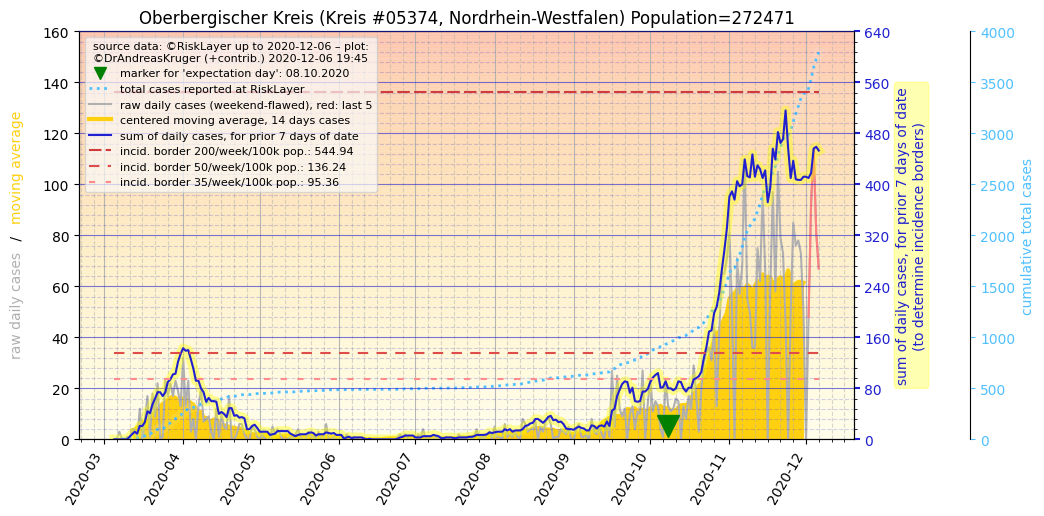 Oberbergischer Kreis (Kreis #05374, Nordrhein-Westfalen) Population=272471
source data: ©RiskLayer up to 2020-12-06 – plot:
©DrAndreasKruger (+contrib.) 2020-12-06 19:45
marker for 'expectation day': 08.10.2020
total cases reported at RiskLayer
raw daily cases (weekend-flawed), red: last 5
centered moving average, 14 days cases
sum of daily cases, for prior 7 days of date
incid. border 200/week/100k pop.: 544.94
incid. border 50/week/100k pop.: 136.24
incid. border 35/week/100k pop.: 95.36
raw daily cases / moving average
160
140
120
100
80
60
40
20
0
2020-03
2020-04
2020-05
2020-06
2020-07
2020-08
2020-09
2020-10
2020-11
2020-12
640
560
480
400
320
240
160
80
0
sum of daily cases, for prior 7 days of date
(to determine incidence borders)
4000
3500
3000
2500
2000
1500
1000
500
0
cumulative total cases